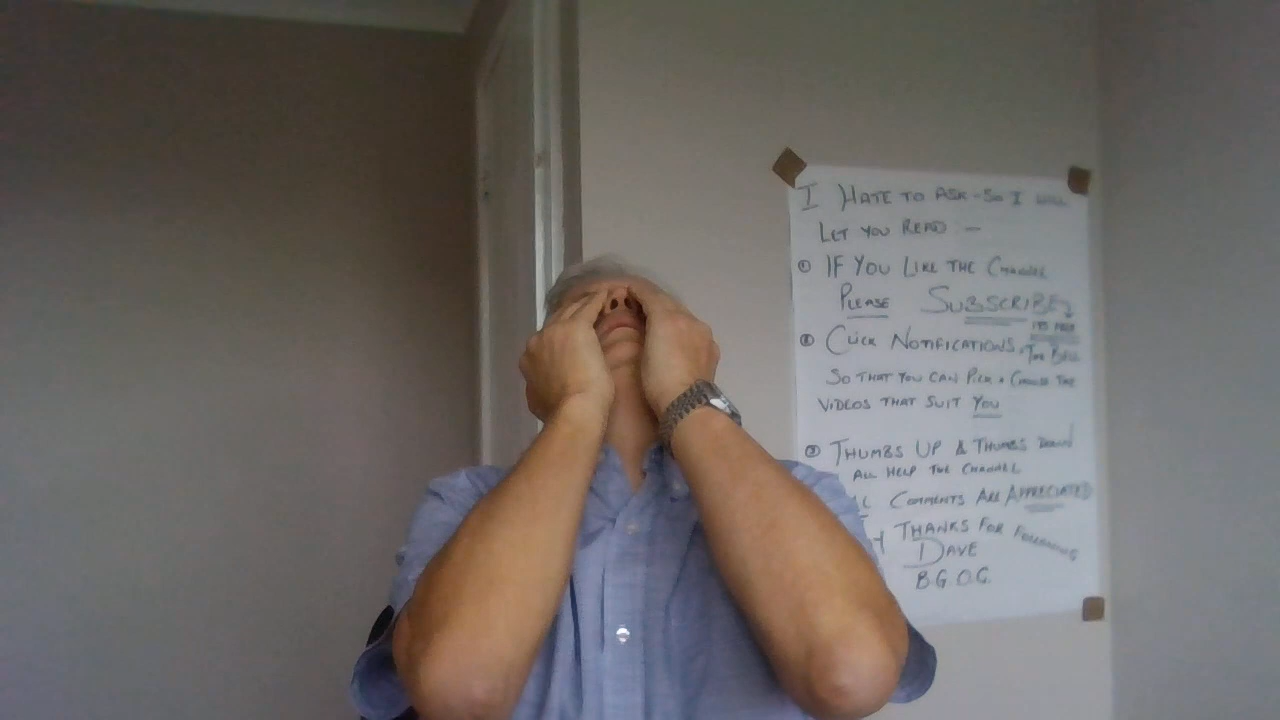 I HATE TO ASK - SO I WILL
LET YOU READ —
① IF YOU LIKE THE CHANNEL
PLEASE SUBSCRIBE
ITS FREE
② CLICK NOTIFICATIONS, THE BELL
SO THAT YOU CAN PICK & CHOOSE THE
VIDEOS THAT SUIT YOU
③ THUMBS UP & THUMBS DOWN
ALL HELP THE CHANNEL
COMMENTS ARE APPRECIATED
THANKS FOR FOLLOWING
DAVE
B.G.O.G.